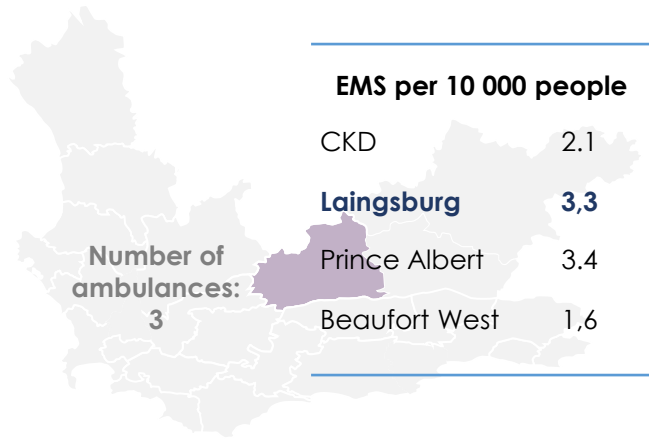 EMS per 10 000 people
CKD 2.1
Laingsburg 3,3
Number of
ambulances:
3
Prince Albert 3.4
Beaufort West 1,6